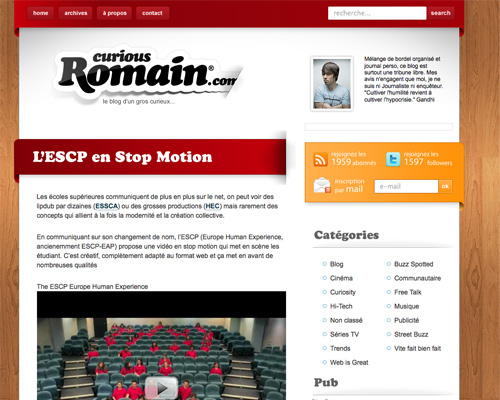 home archives à propos contact recherche... search
curious
Romain®.com
le blog d'un gros curieux...
Mélange de bordel organisé et
journal perso, ce blog est
surtout une tribune libre. Mes
avis n'engagent que moi, je ne
suis ni Journaliste ni enquêteur.
"Cultiver l'humilité revient à
cultiver l'hypocrisie." Gandhi
L'ESCP en Stop Motion
Les écoles supérieures communiquent de plus en plus sur le net, on peut voir des
lipdub par dizaines (ESSCA) ou des grosses productions (HEC) mais rarement des
concepts qui allient à la fois la modernité et la création collective.
En communiquant sur son changement de nom, l'ESCP (Europe Human Experience,
anciennement ESCP-EAP) propose une vidéo en stop motion qui met en scène les
étudiant. C'est créatif, complètement adapté au format web et ça met en avant de
nombreuses qualités
The ESCP Europe Human Experience
rejoignez les
1959 abonnés
rejoignez les
1597 followers
inscription
par mail
e-mail
ok
Catégories
Blog
Cinéma
Curiosity
Hi-Tech
Non classé
Séries TV
Trends
Web is Great
Buzz Spotted
Communautaire
Free Talk
Musique
Publicité
Street Buzz
Vite fait bien fait
Pub